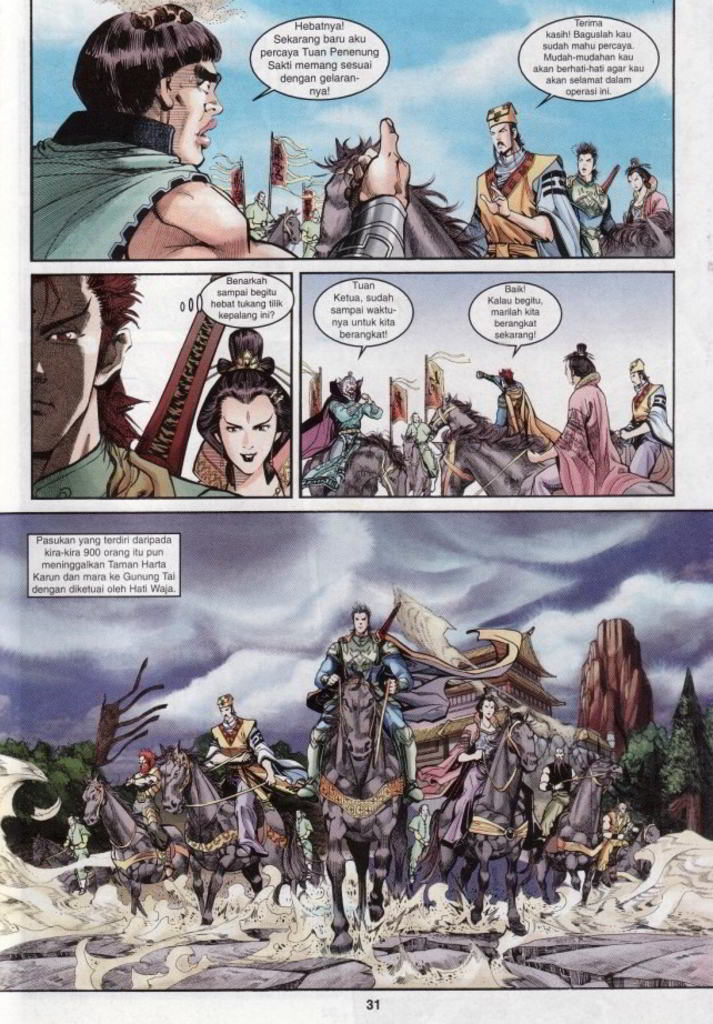 Hebatnya!
Sekarang baru aku
percaya Tuan Penenung
Sakti memang sesuai
dengan gelaran-
nya!
Terima
kasih! Baguslah kau
sudah mahu percaya.
Mudah-mudahan kau
akan berhati-hati agar kau
akan selamat dalam
operasi ini.
Benarkah
sampai begitu
hebat tukang tilik
kepalang ini?
Tuan
Ketua, sudah
sampai waktu-
nya untuk kita
berangkat!
Baik!
Kalau begitu,
marilah kita
berangkat
sekarang!
Pasukan yang terdiri daripada
kira-kira 900 orang itu pun
meninggalkan Taman Harta
Karun dan mara ke Gunung Tai
dengan diketuai oleh Hati Waja.
31